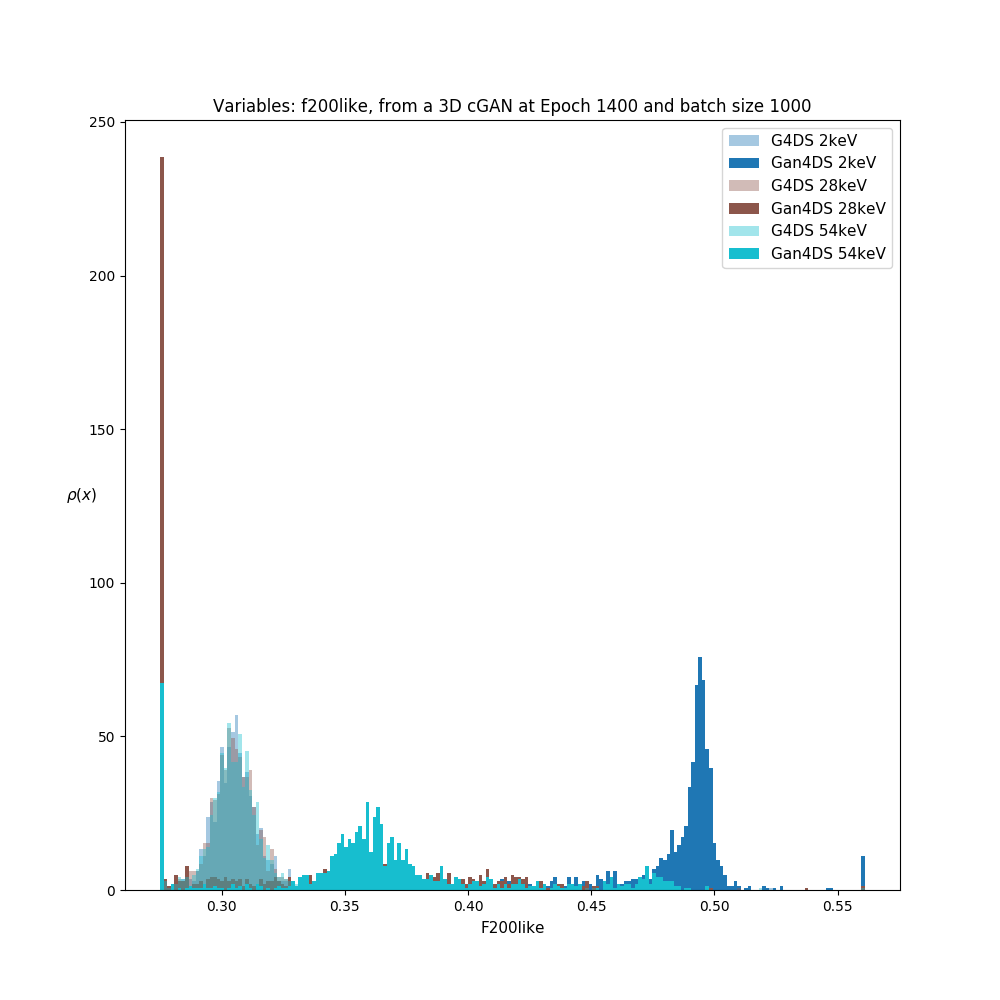 Variables: f200like, from a 3D cGAN at Epoch 1400 and batch size 1000
250
200
150
100
50
0
ρ(x)
G4DS 2keV
Gan4DS 2keV
G4DS 28keV
Gan4DS 28keV
G4DS 54keV
Gan4DS 54keV
0.30 0.35 0.40 0.45 0.50 0.55
F200like